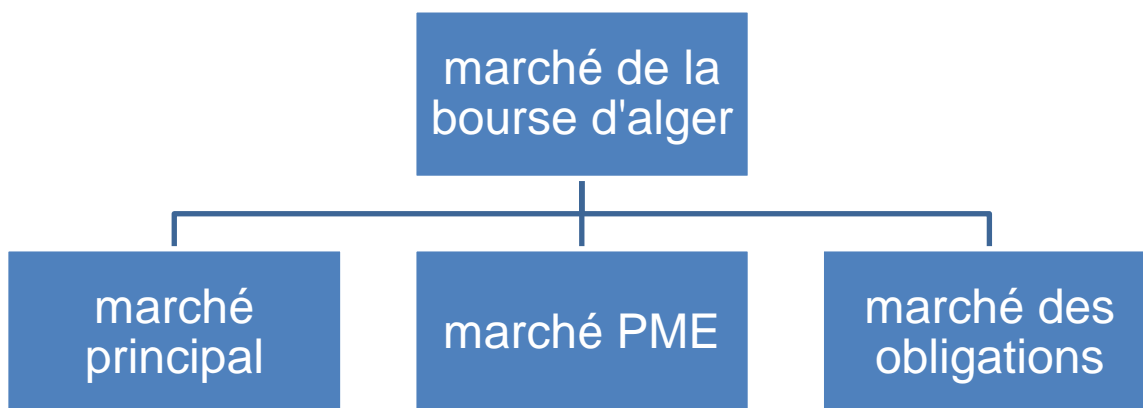 marché de la
bourse d'alger
marché
principal
marché PME
marché des
obligations